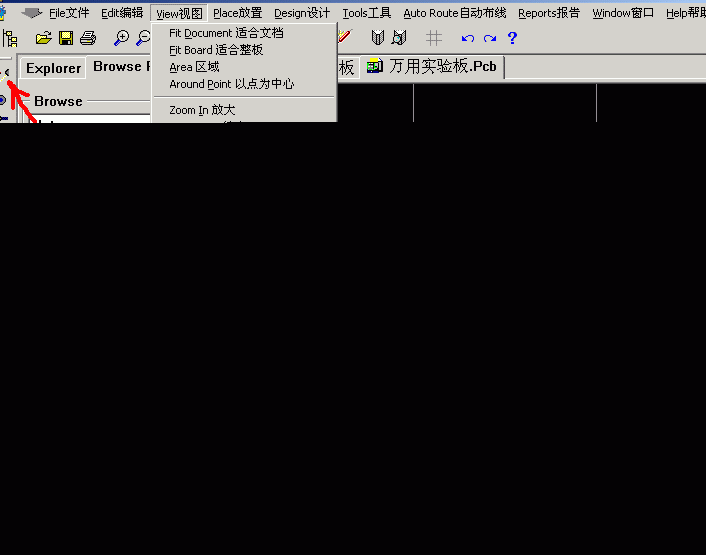 File文件 Edit编辑 View视图 Place放置 Design设计 Tools工具 Auto Route自动布线 Reports报告 Window窗口 Help帮助
Fit Document 适合文档
Fit Board 适合整板
Area 区域
Around Point 以点为中心
Zoom In 放大
Explorer Browse
板 万用实验板.Pcb
Browse